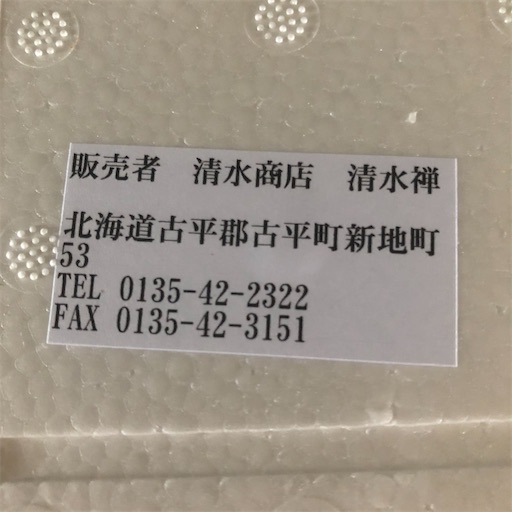 販売者　清水商店　清水禅
北海道古平郡古平町新地町
53
TEL 0135-42-2322
FAX 0135-42-3151